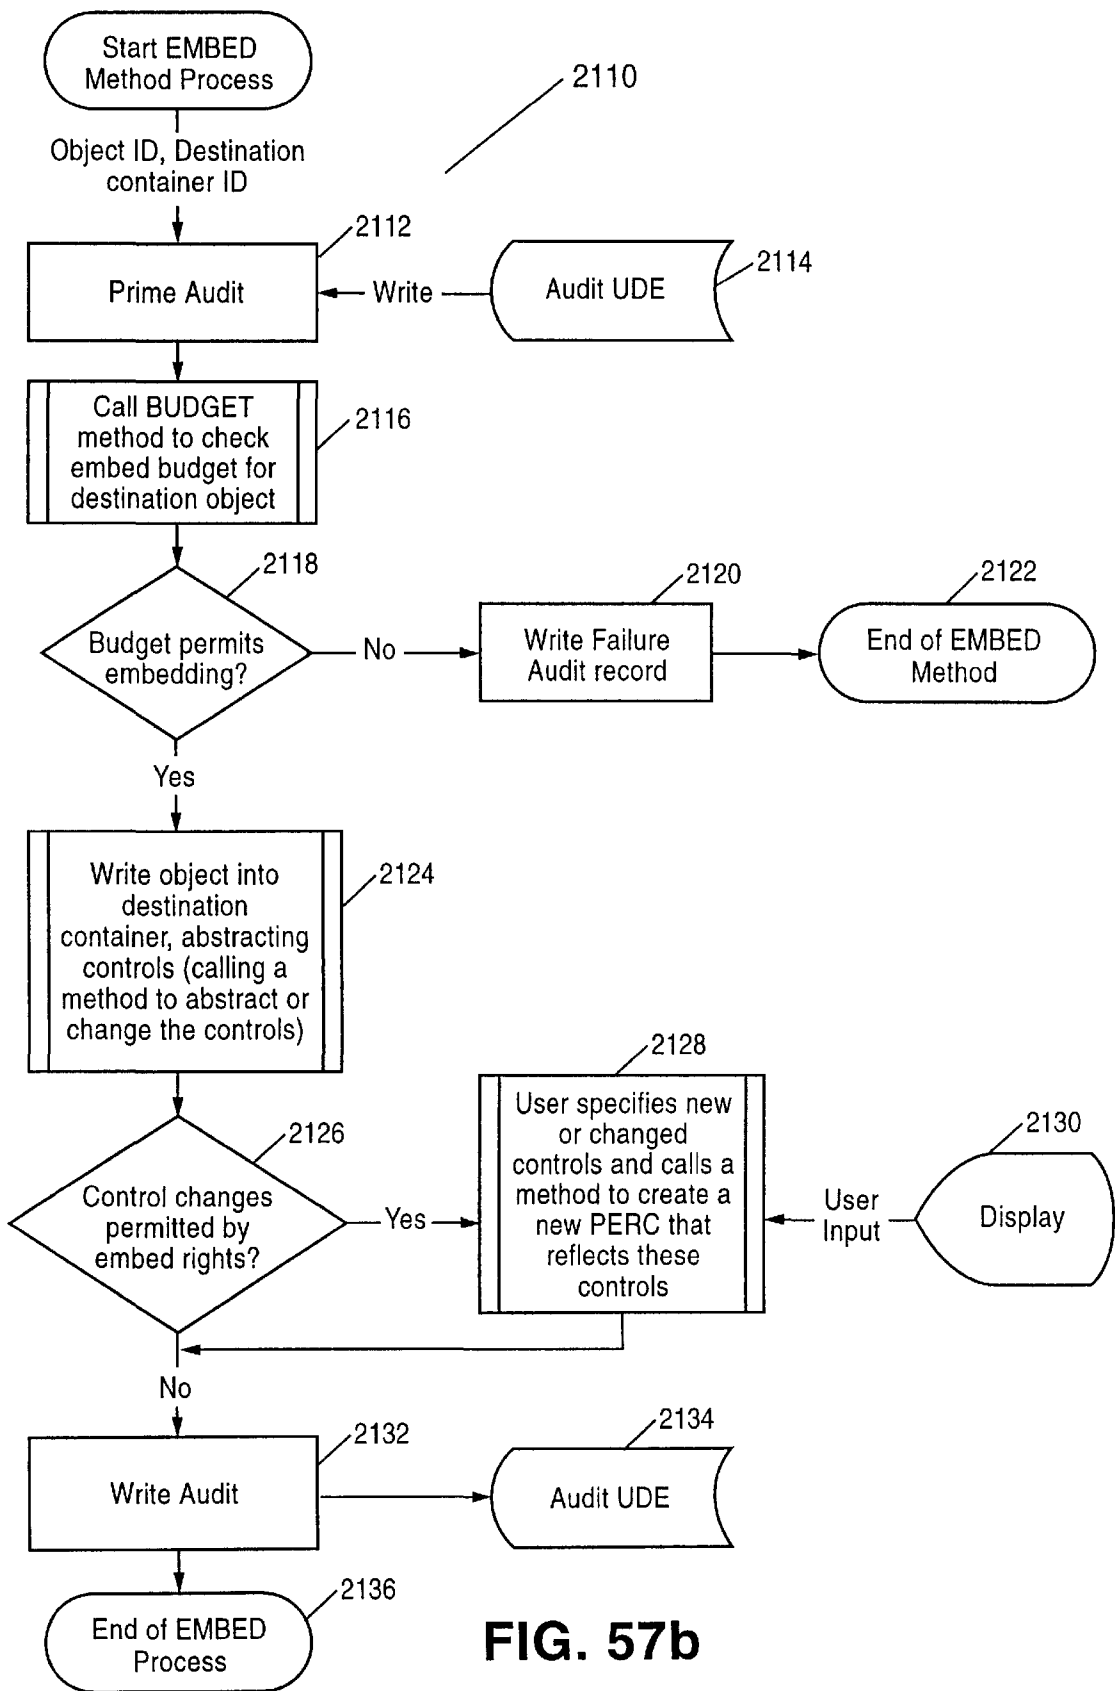 Start EMBED
Method Process
2110
Object ID, Destination
container ID
2112
Prime Audit
Write
Audit UDE
2114
Call BUDGET
method to check
embed budget for
destination object
2116
2118
Budget permits
embedding?
No
2120
Write Failure
Audit record
2122
End of EMBED
Method
Yes
Write object into
destination
container, abstracting
controls (calling a
method to abstract or
change the controls)
2124
2126
Control changes
permitted by
embed rights?
Yes
2128
User specifies new
or changed
controls and calls a
method to create a
new PERC that
reflects these
controls
User
Input
2130
Display
No
2132
Write Audit
2134
Audit UDE
2136
End of EMBED
Process
FIG. 57b